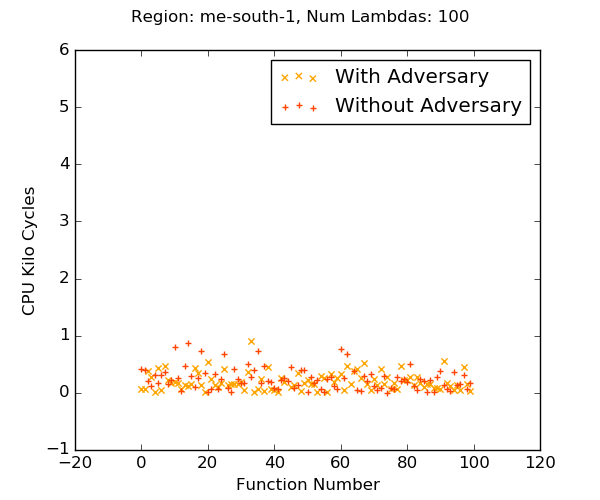 Region: me-south-1, Num Lambdas: 100
With Adversary
Without Adversary
CPU Kilo Cycles
6
5
4
3
2
1
0
−1
−20 0 20 40 60 80 100 120
Function Number